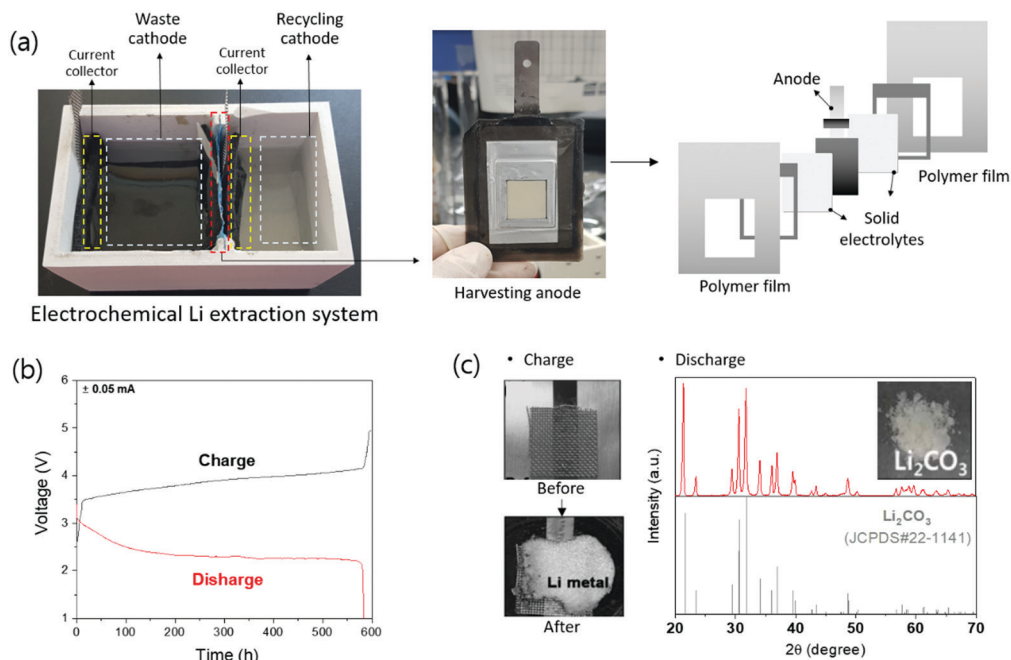 (a)
Waste
cathode
Recycling
cathode
Current
collector
Current
collector
Electrochemical Li extraction system
Harvesting anode
Anode
Polymer film
Solid
electrolytes
Polymer film
(b)
± 0.05 mA
Charge
Disharge
Voltage (V)
6
5
4
3
2
1
0 100 200 300 400 500 600
Time (h)
(c)
• Charge
Before
Li metal
After
• Discharge
Li₂CO₃
Li₂CO₃
(JCPDS#22-1141)
Intensity (a.u.)
20 30 40 50 60 70
2θ (degree)